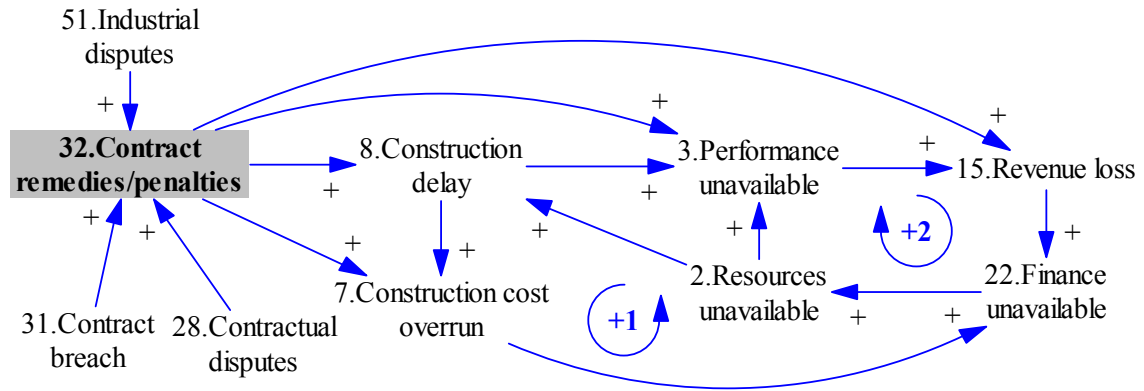 51.Industrial
disputes
+
32.Contract
remedies/penalties
8.Construction
delay
3.Performance
unavailable
15.Revenue loss
+
+
+
+
+
+
+
+
+
+
+
+
+2
7.Construction cost
overrun
2.Resources
unavailable
22.Finance
unavailable
+1
+
+
31.Contract
breach
28.Contractual
disputes